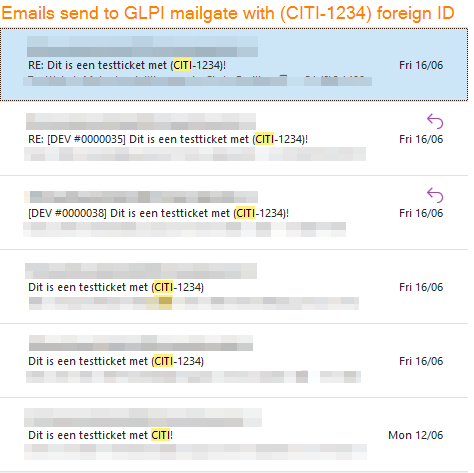 Emails send to GLPI mailgate with (CITI-1234) foreign ID
RE: Dit is een testticket met (CITI-1234)! Fri 16/06
RE: [DEV #0000035] Dit is een testticket met (CITI-1234)! Fri 16/06
[DEV #0000038] Dit is een testticket met (CITI-1234)! Fri 16/06
Dit is een testticket met (CITI-1234) Fri 16/06
Dit is een testticket met (CITI-1234) Fri 16/06
Dit is een testticket met CITI! Mon 12/06